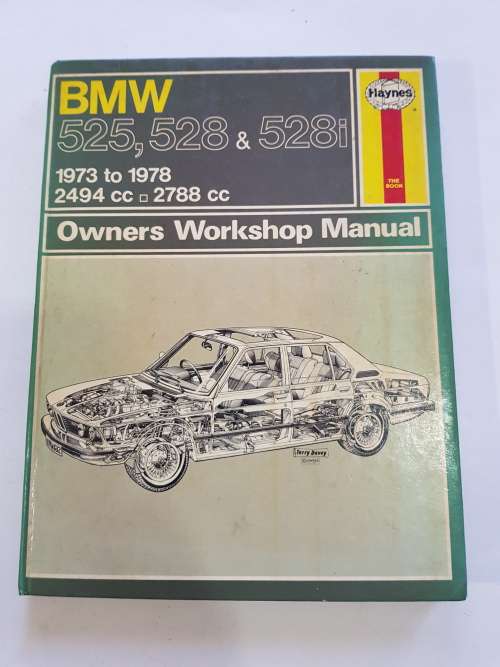 BMW
525, 528 & 528i
1973 to 1978
2494 cc □ 2788 cc
Haynes
THE
BOOK
Owners Workshop Manual
Terry Davey